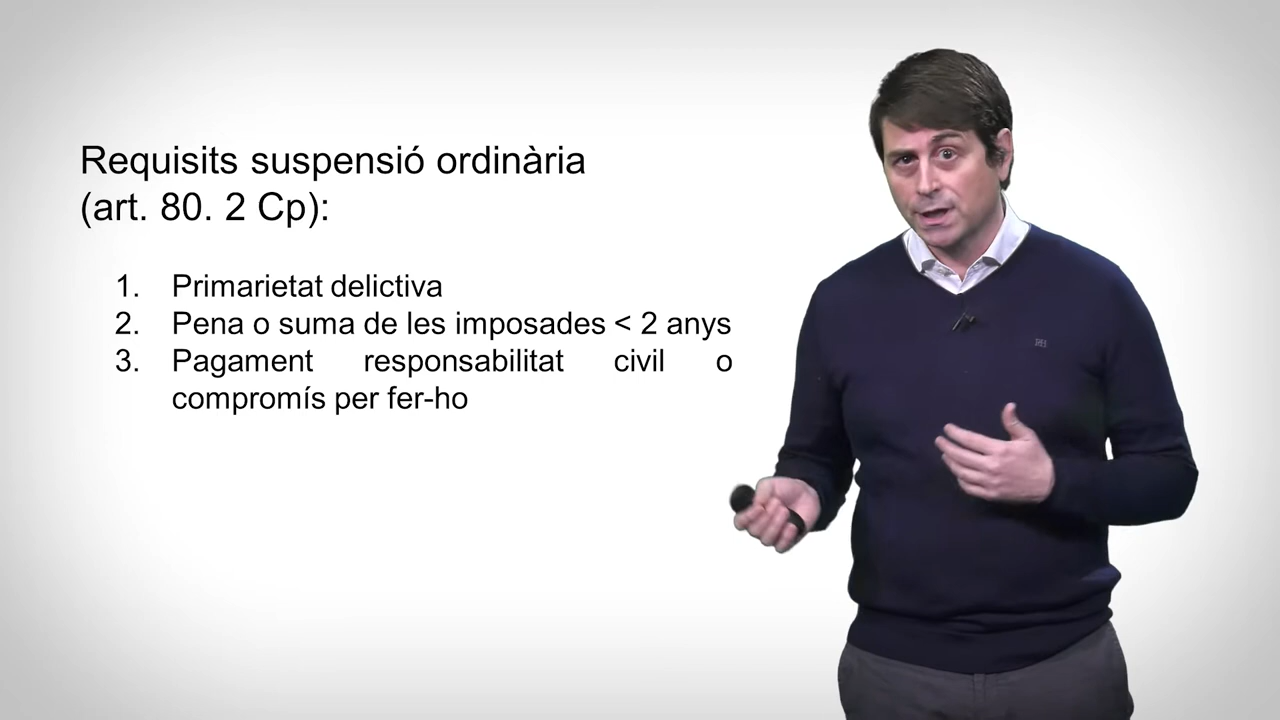 Requisits suspensió ordinària
(art. 80. 2 Cp):
1. Primarietat delictiva
2. Pena o suma de les imposades < 2 anys
3. Pagament responsabilitat civil o
compromís per fer-ho